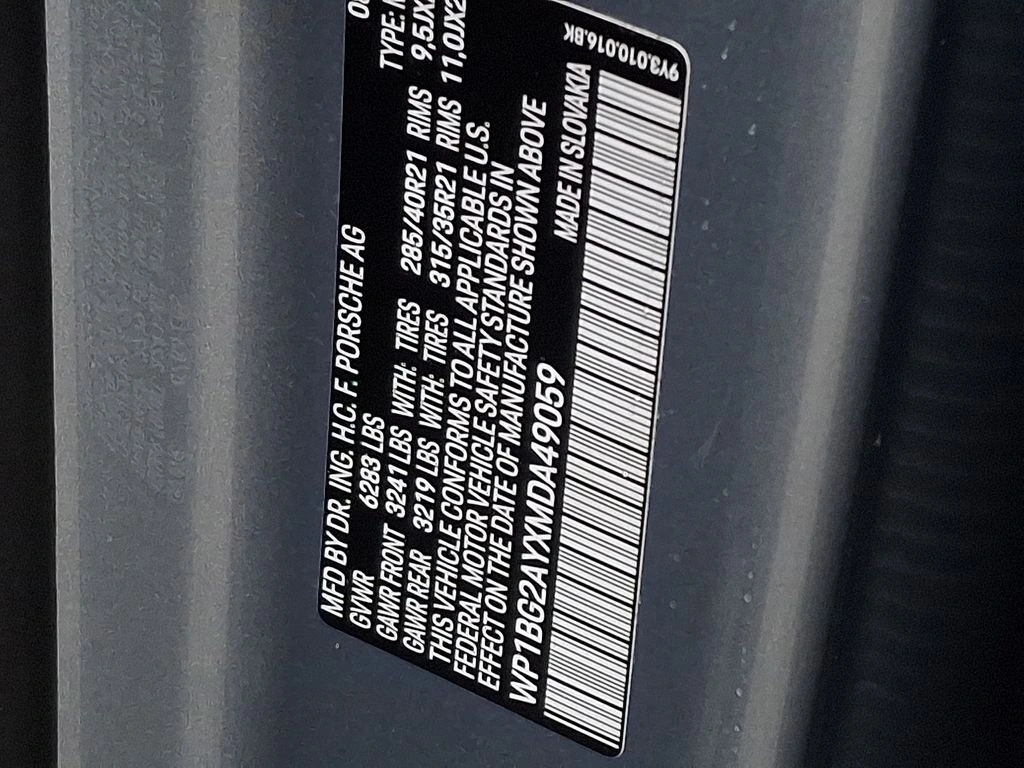 MFD BY DR. ING. H.C. F. PORSCHE AG
GVWR 6283 LBS TYPE:
GAWR FRONT 3241 LBS WITH: TIRES 285/40R21 RIMS 9,5JX
GAWR REAR 3219 LBS WITH: TIRES 315/35R21 RIMS 11,0JX2
THIS VEHICLE CONFORMS TO ALL APPLICABLE U.S.
FEDERAL MOTOR VEHICLE SAFETY STANDARDS IN
EFFECT ON THE DATE OF MANUFACTURE SHOWN ABOVE
WP1BG2AYXMDA49059 MADE IN SLOVAKIA
9Y3.010.016.BK